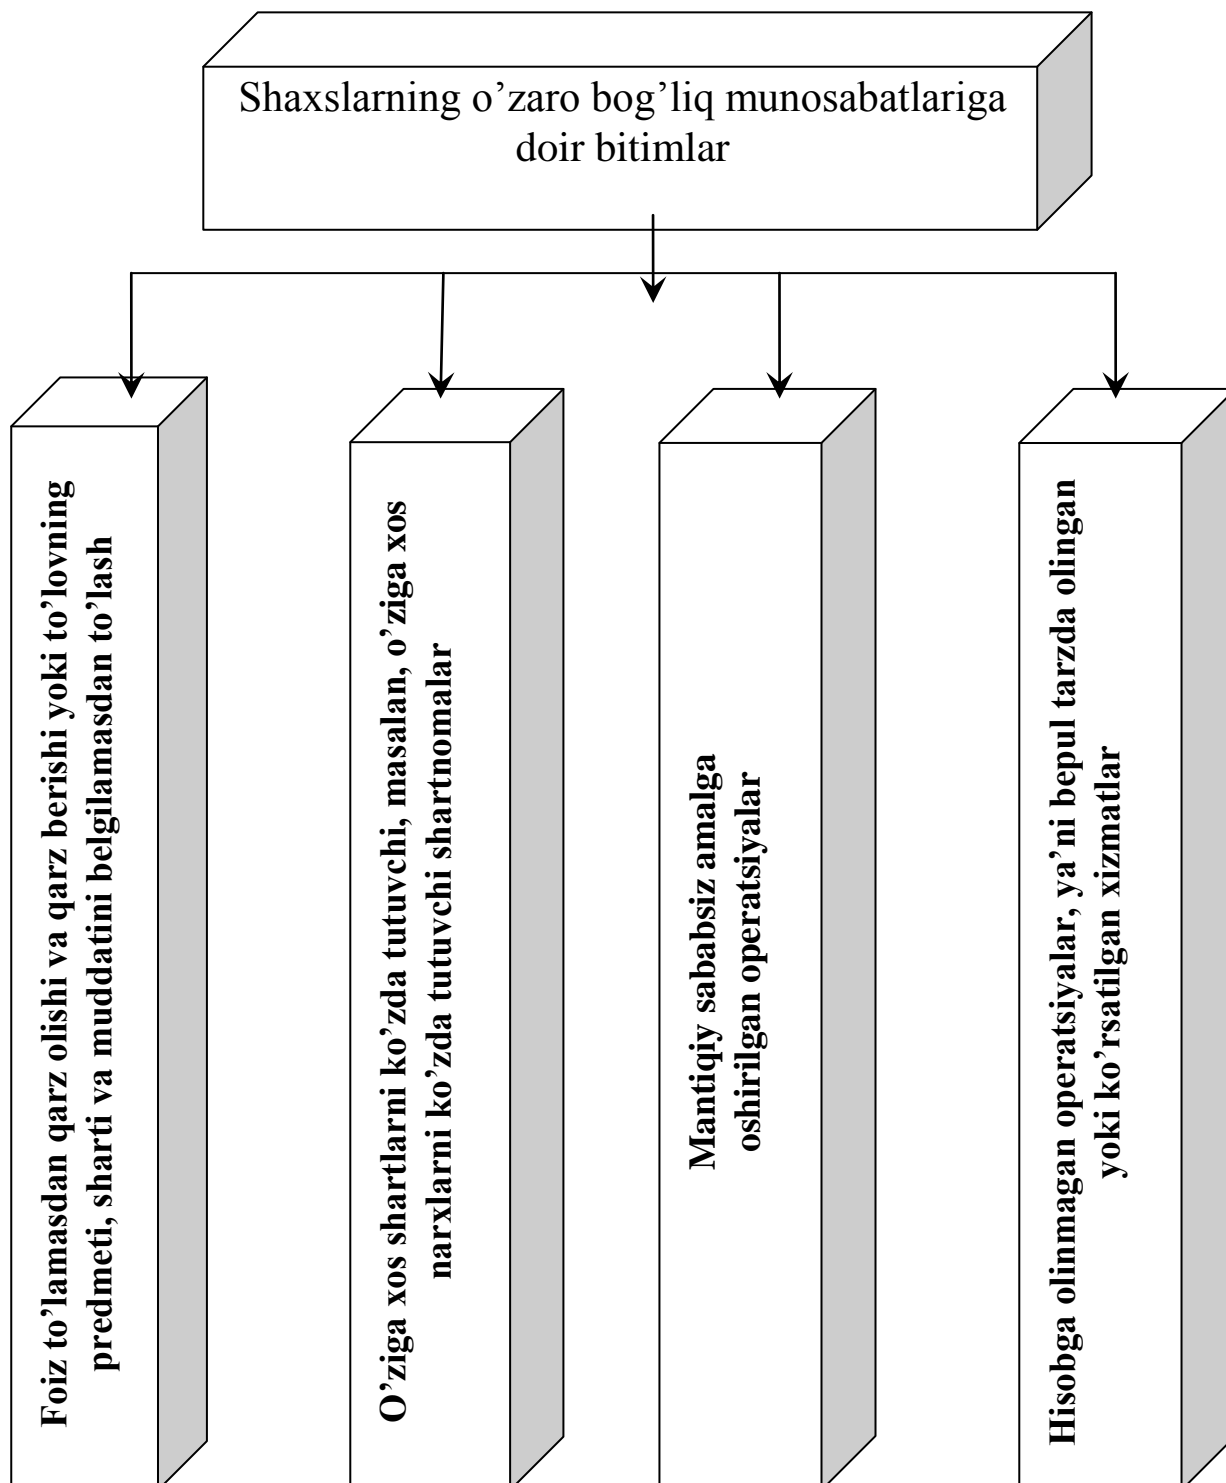 Shaxslarning o’zaro bog’liq munosabatlariga
doir bitimlar
Foiz to’lamasdan qarz olishi va qarz berishi yoki to’lovning
predmeti, sharti va muddatini belgilamasdan to’lash
O’ziga xos shartlarni ko’zda tutuvchi, masalan, o’ziga xos
narxlarni ko’zda tutuvchi shartnomalar
Mantiqiy sababsiz amalga
oshirilgan operatsiyalar
Hisobga olinmagan operatsiyalar, ya’ni bepul tarzda olingan
yoki ko’rsatilgan xizmatlar